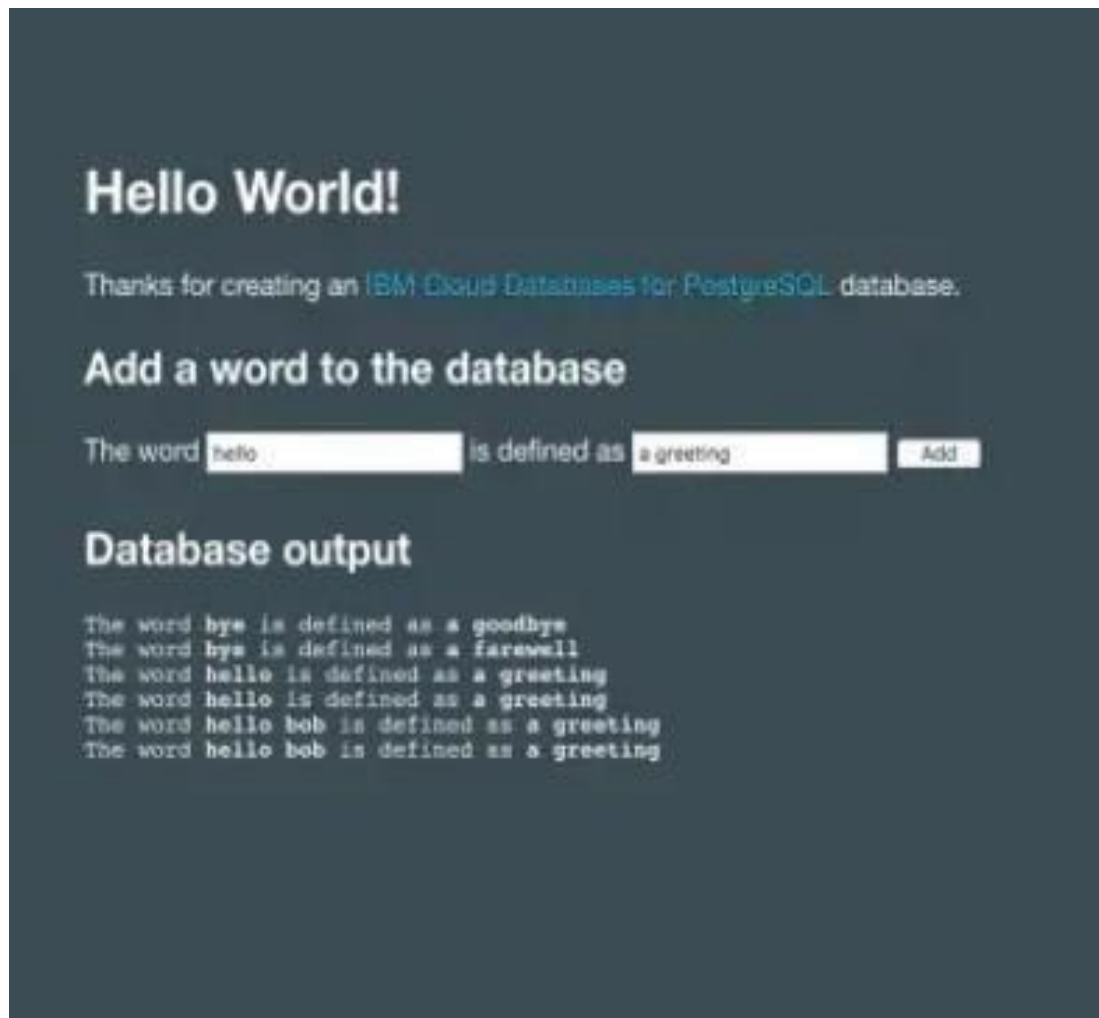 Hello World!
Thanks for creating an IBM Cloud Databases for PostgreSQL database.
Add a word to the database
The word hello is defined as a greeting Add
Database output
The word bye is defined as a goodbye
The word bye is defined as a farewell
The word hello is defined as a greeting
The word hello is defined as a greeting
The word hello bob is defined as a greeting
The word hello bob is defined as a greeting